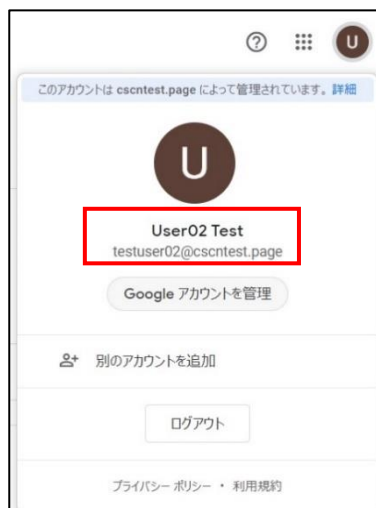 U
このアカウントは cscntest.page によって管理されています。詳細
U
User02 Test
testuser02@cscntest.page
Google アカウントを管理
別のアカウントを追加
ログアウト
プライバシー ポリシー ・ 利用規約